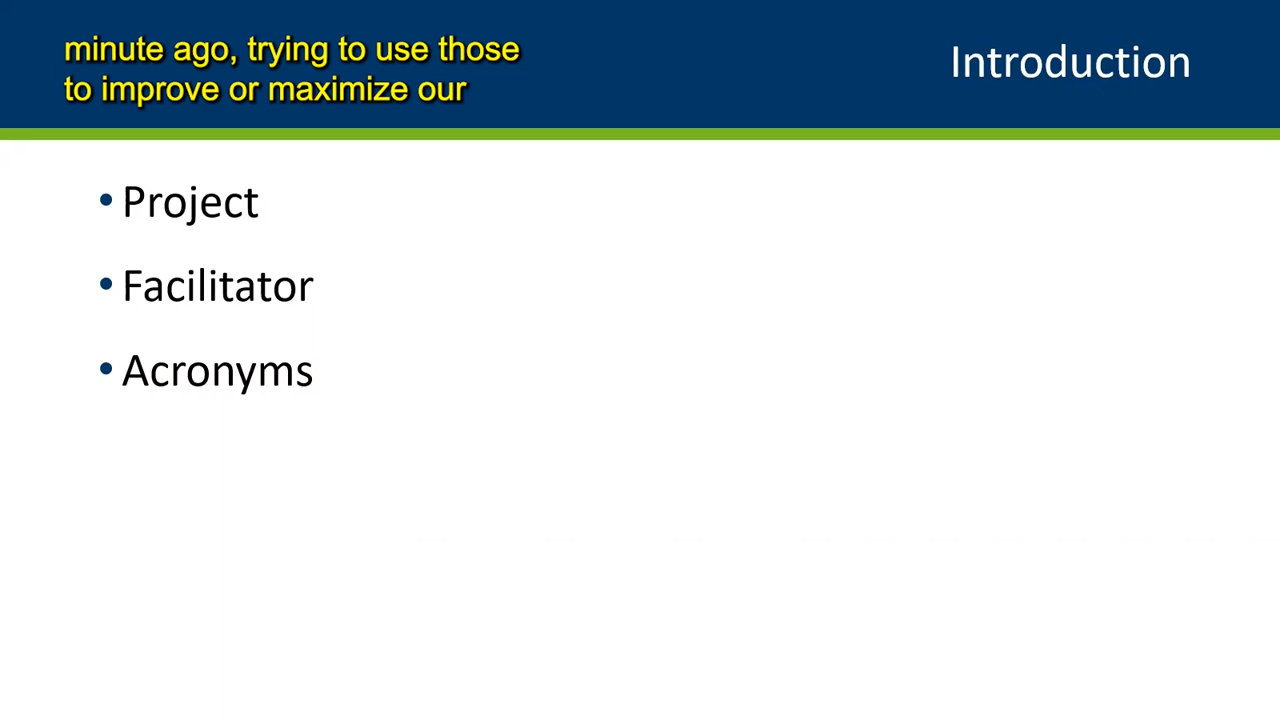 minute ago, trying to use those
to improve or maximize our
Introduction
• Project
• Facilitator
• Acronyms